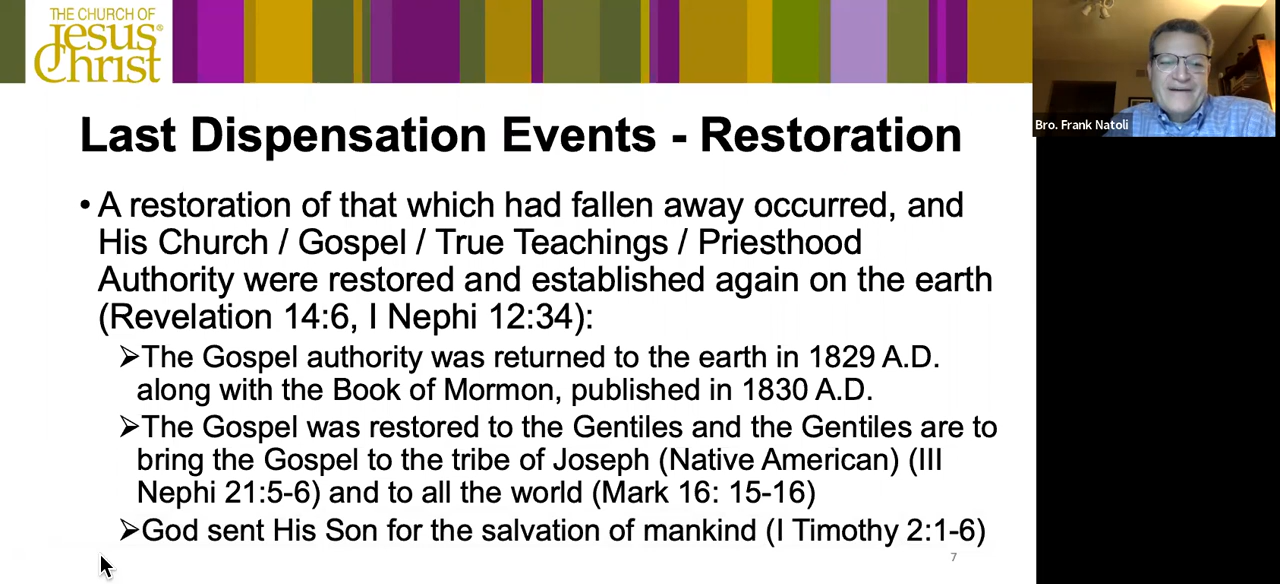 THE CHURCH OF
Jesus®
Christ
Bro. Frank Natoli
Last Dispensation Events - Restoration
• A restoration of that which had fallen away occurred, and
His Church / Gospel / True Teachings / Priesthood
Authority were restored and established again on the earth
(Revelation 14:6, I Nephi 12:34):
➢The Gospel authority was returned to the earth in 1829 A.D.
along with the Book of Mormon, published in 1830 A.D.
➢The Gospel was restored to the Gentiles and the Gentiles are to
bring the Gospel to the tribe of Joseph (Native American) (III
Nephi 21:5-6) and to all the world (Mark 16: 15-16)
➢God sent His Son for the salvation of mankind (I Timothy 2:1-6)
7